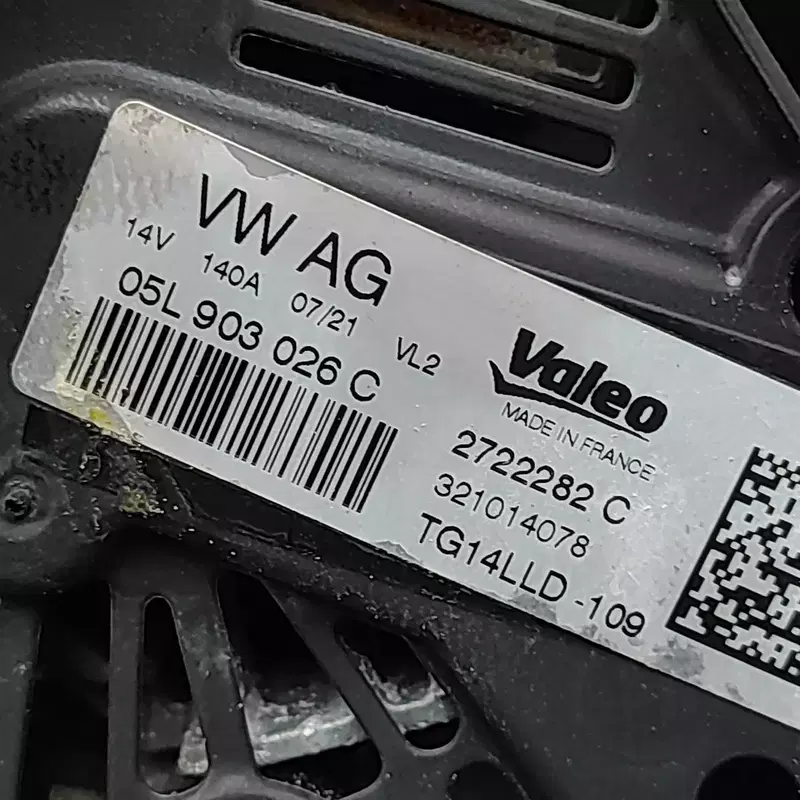 VW AG
14V 140A 07/21 VL2
05L 903 026 C
Valeo
MADE IN FRANCE
2722282 C
321014078
TG14LLD -109